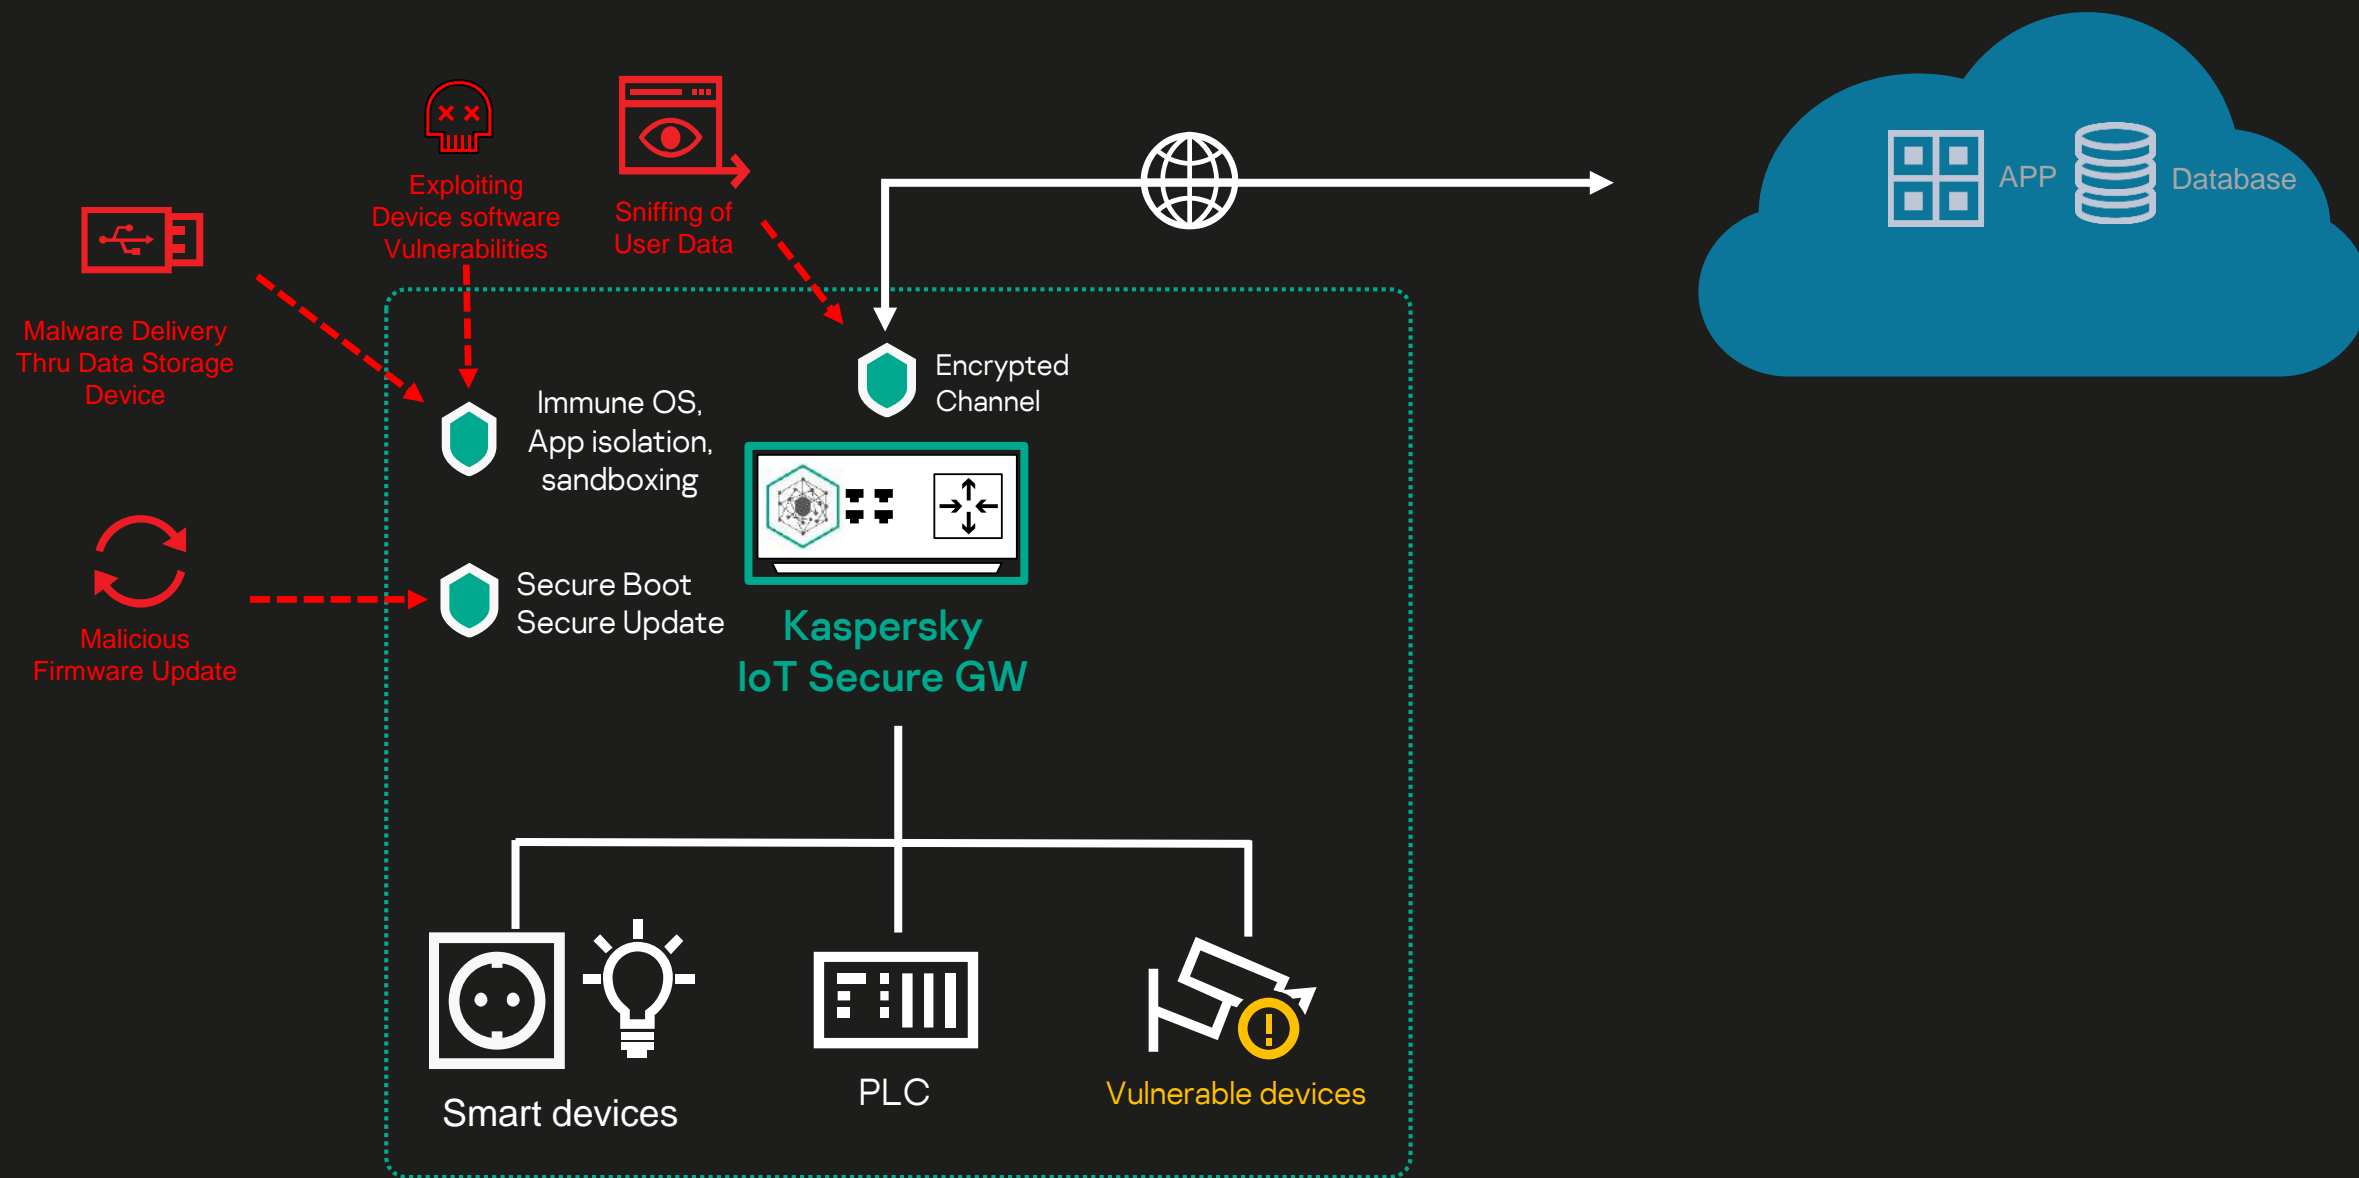 Exploiting
Device software
Vulnerabilities
Sniffing of
User Data
APP
Database
Malware Delivery
Thru Data Storage
Device
Encrypted
Channel
Immune OS,
App isolation,
sandboxing
Malicious
Firmware Update
Secure Boot
Secure Update
Kaspersky
IoT Secure GW
Smart devices
PLC
Vulnerable devices